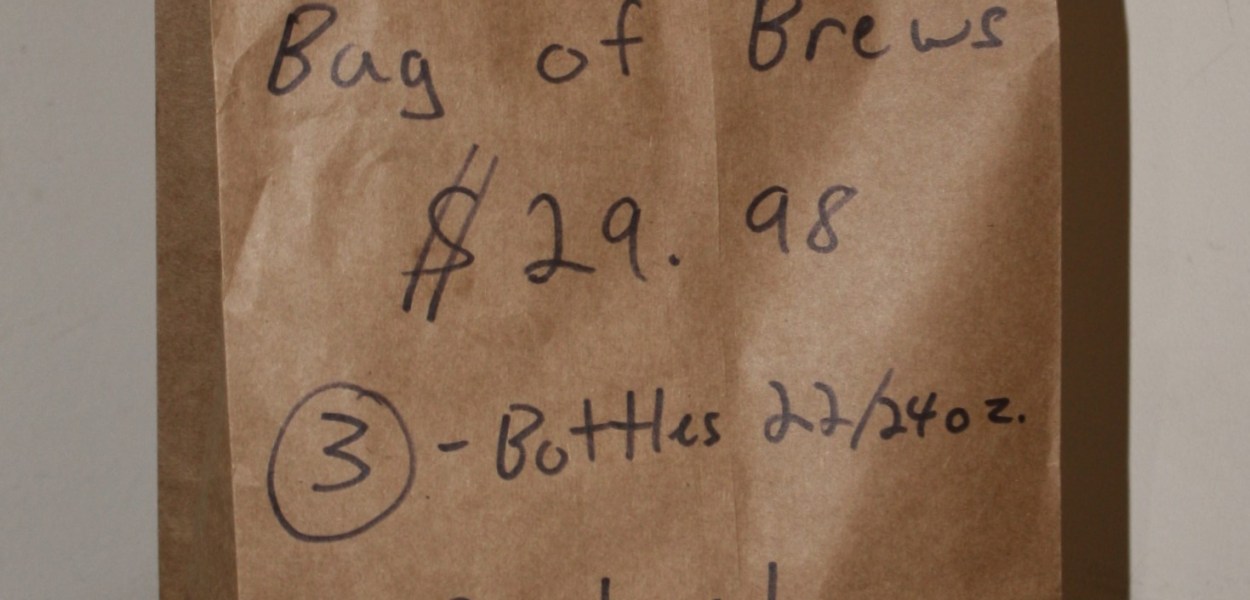 Bag of Brews
$29.98
3 - Bottles 22/24oz.